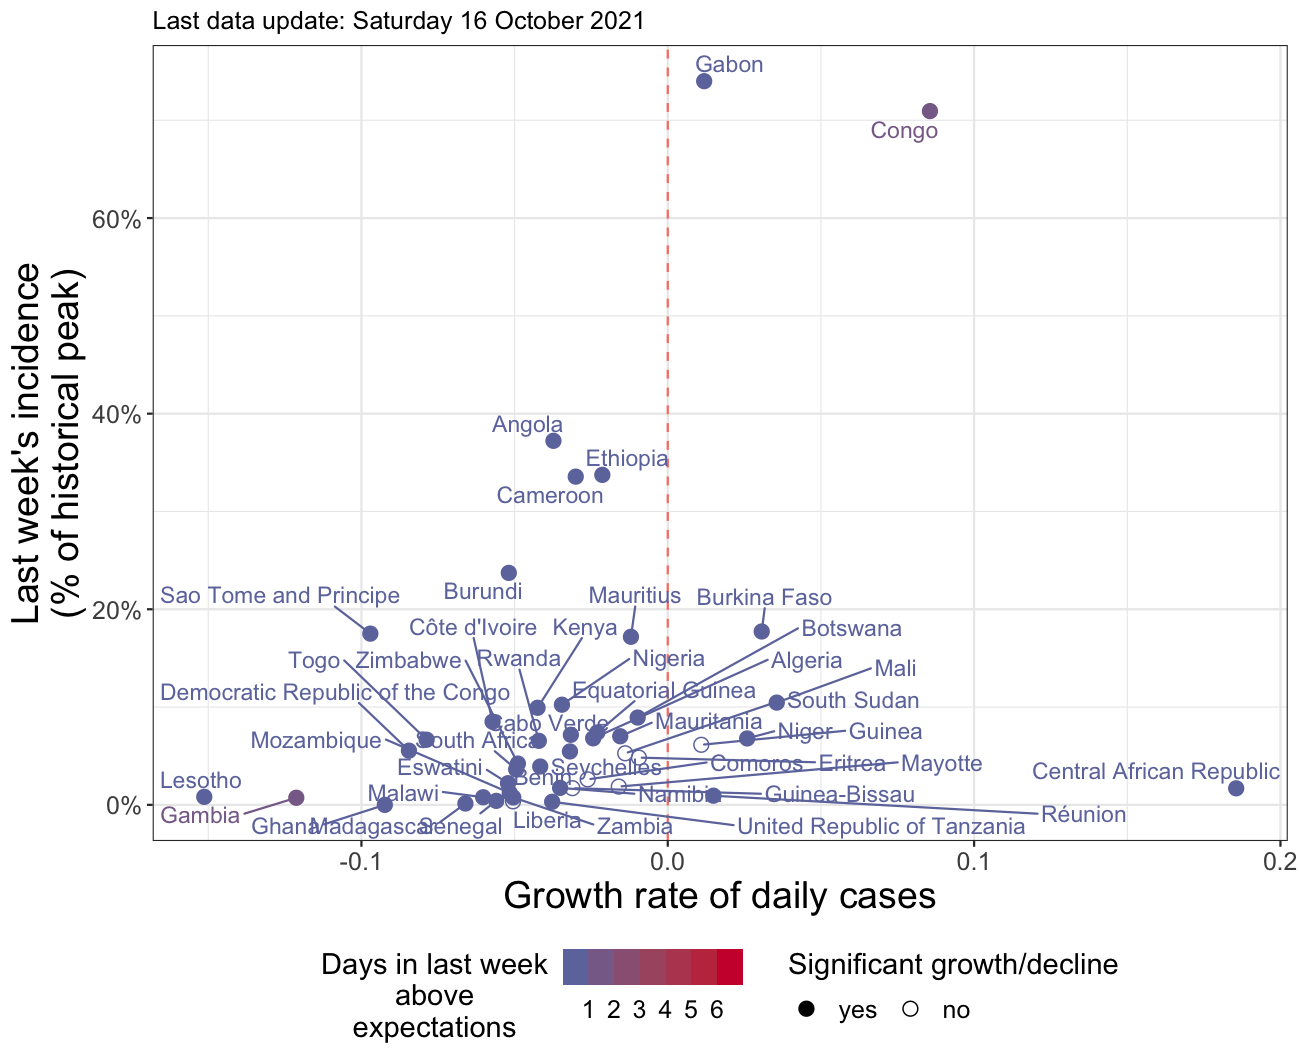 Last data update: Saturday 16 October 2021
Last week's incidence
(% of historical peak)
60%
40%
20%
0%
Gabon
Congo
Angola
Ethiopia
Cameroon
Burundi
Sao Tome and Principe
Mauritius
Burkina Faso
Côte d'Ivoire
Kenya
Botswana
Togo
Zimbabwe
Rwanda
Nigeria
Algeria
Mali
Democratic Republic of the Congo
Equatorial Guinea
South Sudan
Cabo Verde
Mauritania
Mozambique
South Africa
Niger
Guinea
Eswatini
Seychelles
Comoros
Eritrea
Mayotte
Lesotho
Benin
Central African Republic
Malawi
Namibia
Guinea-Bissau
Gambia
Réunion
Ghana
Madagascar
Senegal
Liberia
Zambia
United Republic of Tanzania
-0.1
0.0
0.1
0.2
Growth rate of daily cases
Days in last week
above
expectations
1 2 3 4 5 6
Significant growth/decline
yes
no